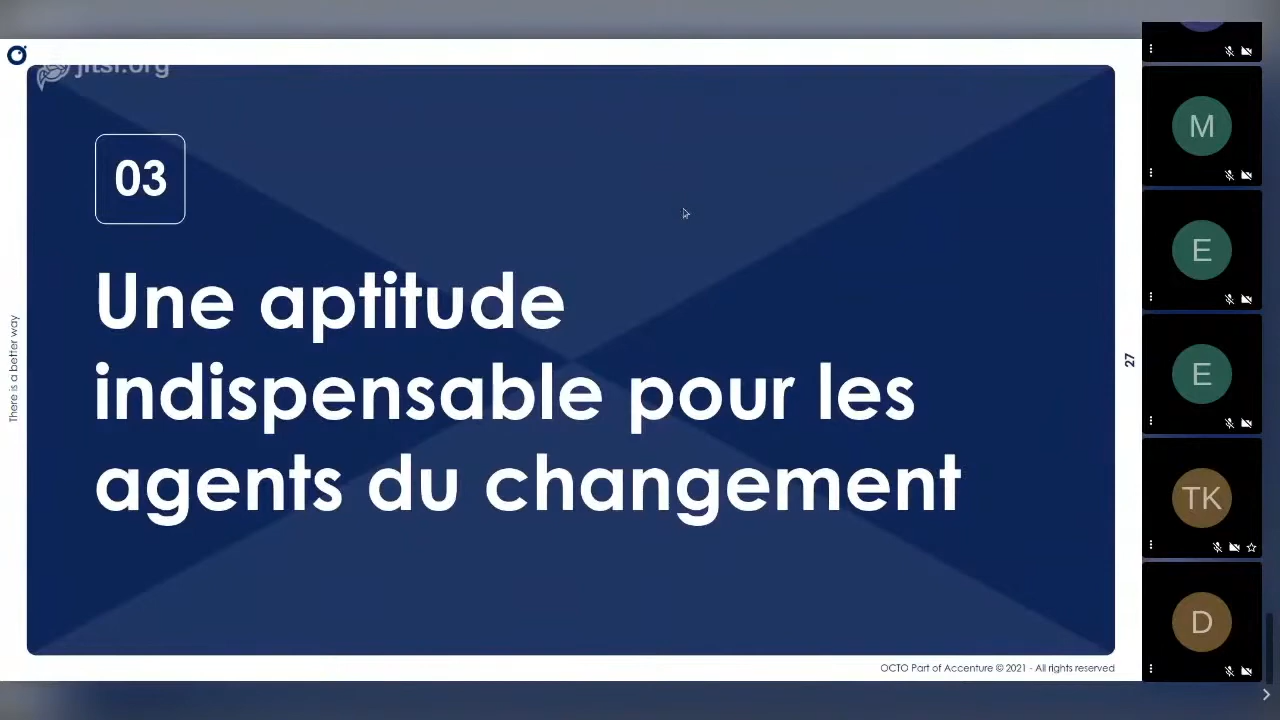 jitsi.org
03
Une aptitude
indispensable pour les
agents du changement
There is a better way
27
OCTO Part of Accenture © 2021 - All rights reserved
M
E
E
TK
D